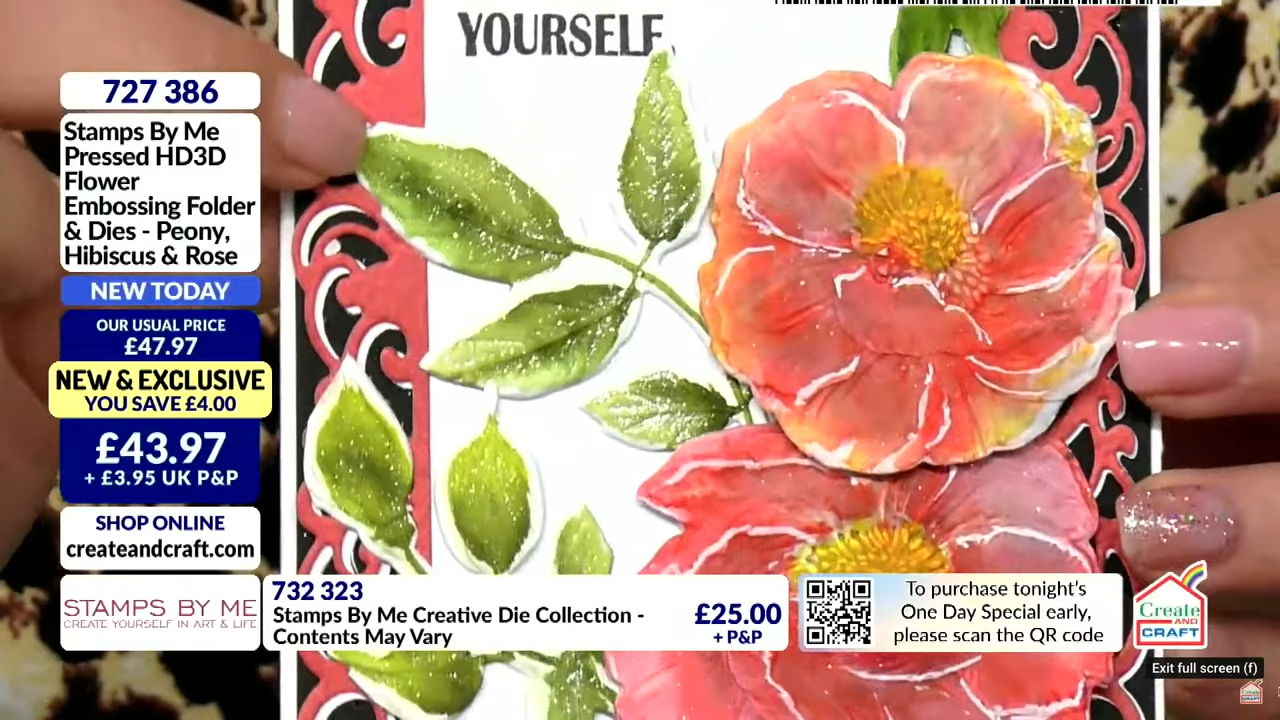 YOURSELF.
727 386
Stamps By Me
Pressed HD3D
Flower
Embossing Folder
& Dies - Peony,
Hibiscus & Rose
NEW TODAY
OUR USUAL PRICE
£47.97
NEW & EXCLUSIVE
YOU SAVE £4.00
£43.97
+ £3.95 UK P&P
SHOP ONLINE
createandcraft.com
STAMPS BY ME
CREATE YOURSELF IN ART & LIFE
732 323
Stamps By Me Creative Die Collection -
Contents May Vary
£25.00
+ P&P
To purchase tonight's
One Day Special early,
please scan the QR code
Create
AND
CRAFT
Exit full screen (f)